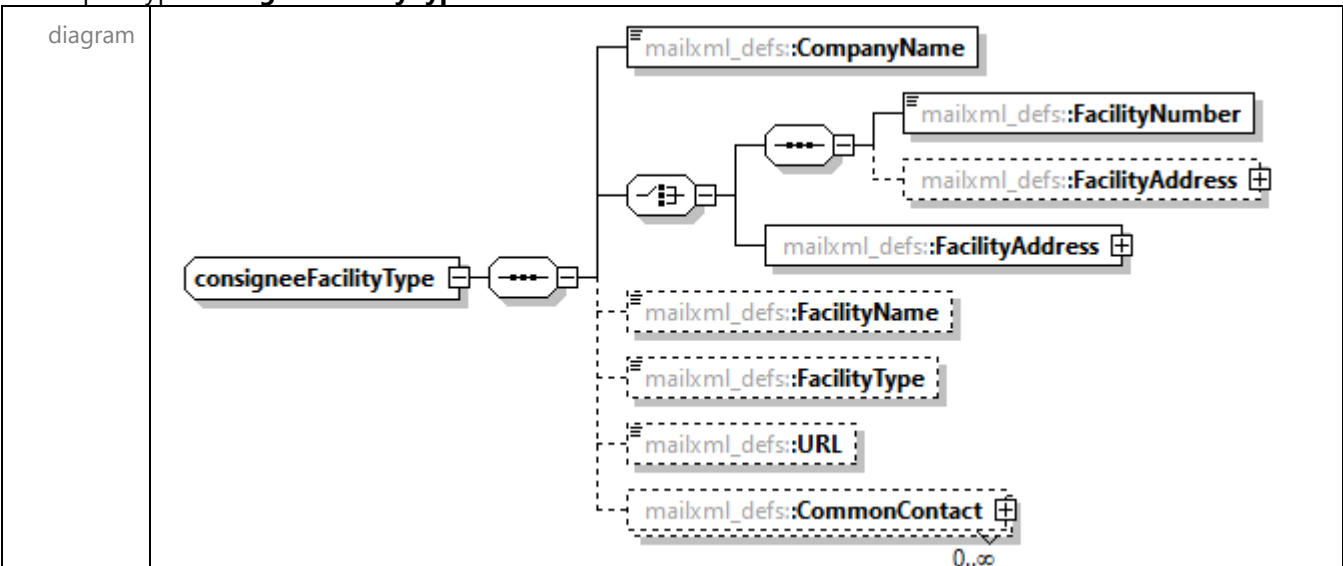 diagram
mailxml_defs::CompanyName
mailxml_defs::FacilityNumber
mailxml_defs::FacilityAddress
mailxml_defs::FacilityAddress
consigneeFacilityType
mailxml_defs::FacilityName
mailxml_defs::FacilityType
mailxml_defs::URL
mailxml_defs::CommonContact
0..∞